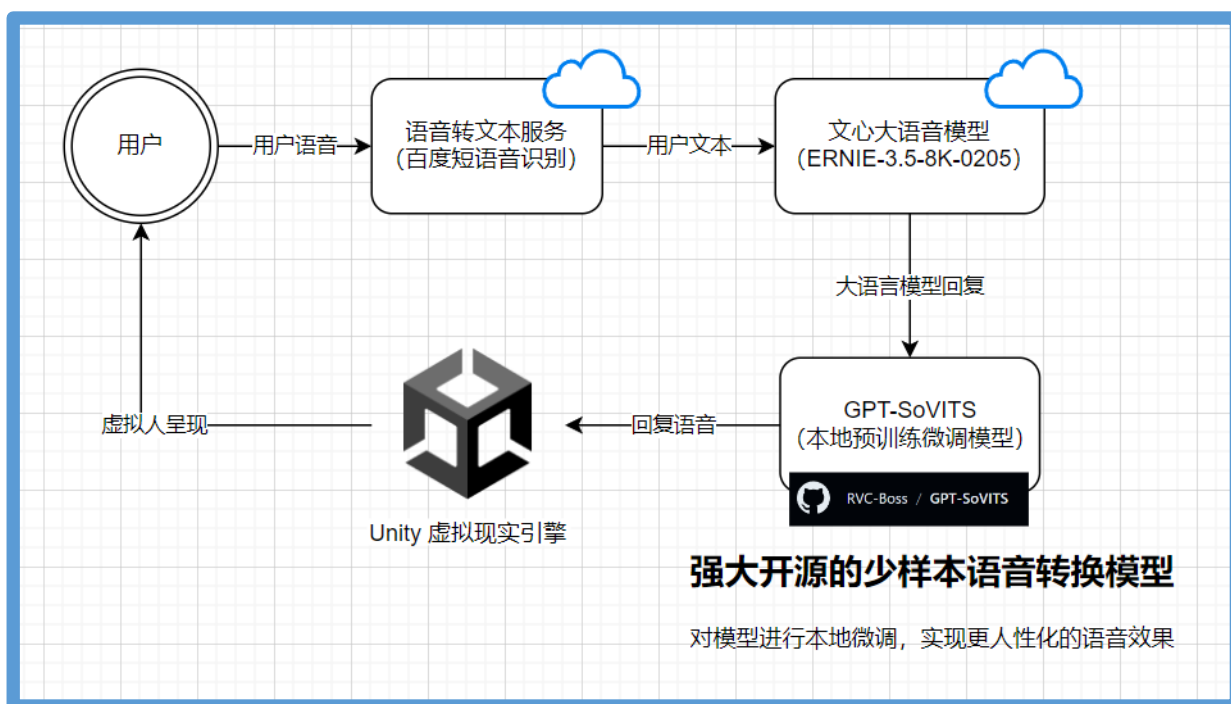 用户
用户语音
语音转文本服务
（百度短语音识别）
用户文本
文心大语音模型
（ERNIE-3.5-8K-0205）
大语言模型回复
GPT-SoVITS
（本地预训练微调模型）
RVC-Boss / GPT-SoVITS
回复语音
虚拟人呈现
Unity 虚拟现实引擎
强大开源的少样本语音转换模型
对模型进行本地微调，实现更人性化的语音效果